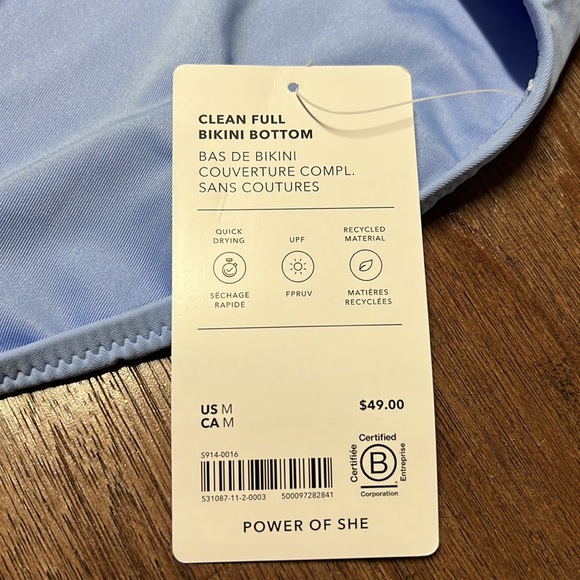 CLEAN FULL
BIKINI BOTTOM
BAS DE BIKINI
COUVERTURE COMPL.
SANS COUTURES
QUICK
DRYING
UPF
RECYCLED
MATERIAL
SÉCHAGE
RAPIDE
FPRUV
MATIÈRES
RECYCLÉES
US M
CA M
$49.00
S914-0016
531087-11-2-0003 500097282841
Certified
Certifiée
B
Entreprise
Corporation
POWER OF SHE